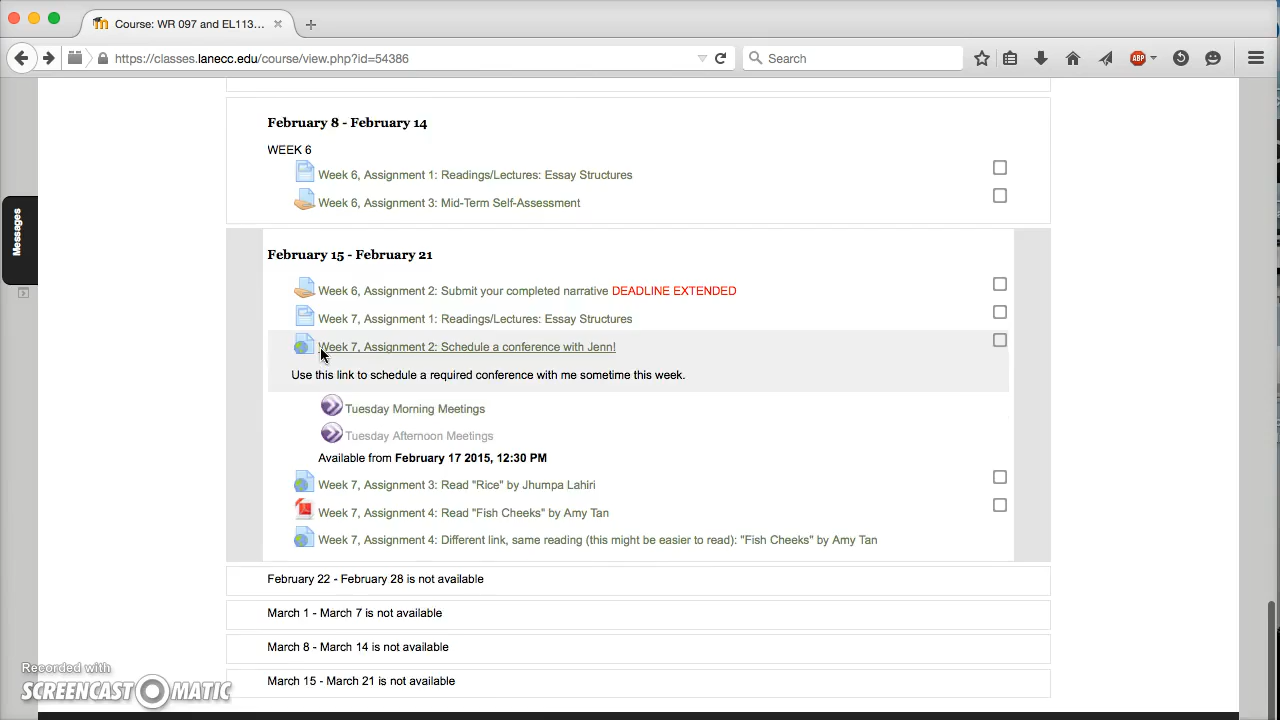 Course: WR 097 and EL113...
https://classes.lanecc.edu/course/view.php?id=54386
Search
ABP
Messages
February 8 - February 14
WEEK 6
Week 6, Assignment 1: Readings/Lectures: Essay Structures
Week 6, Assignment 3: Mid-Term Self-Assessment
February 15 - February 21
Week 6, Assignment 2: Submit your completed narrative DEADLINE EXTENDED
Week 7, Assignment 1: Readings/Lectures: Essay Structures
Week 7, Assignment 2: Schedule a conference with Jenn!
Use this link to schedule a required conference with me sometime this week.
Tuesday Morning Meetings
Tuesday Afternoon Meetings
Available from February 17 2015, 12:30 PM
Week 7, Assignment 3: Read "Rice" by Jhumpa Lahiri
Week 7, Assignment 4: Read "Fish Cheeks" by Amy Tan
Week 7, Assignment 4: Different link, same reading (this might be easier to read): "Fish Cheeks" by Amy Tan
February 22 - February 28 is not available
March 1 - March 7 is not available
March 8 - March 14 is not available
March 15 - March 21 is not available
Recorded with
SCREENCAST-O-MATIC